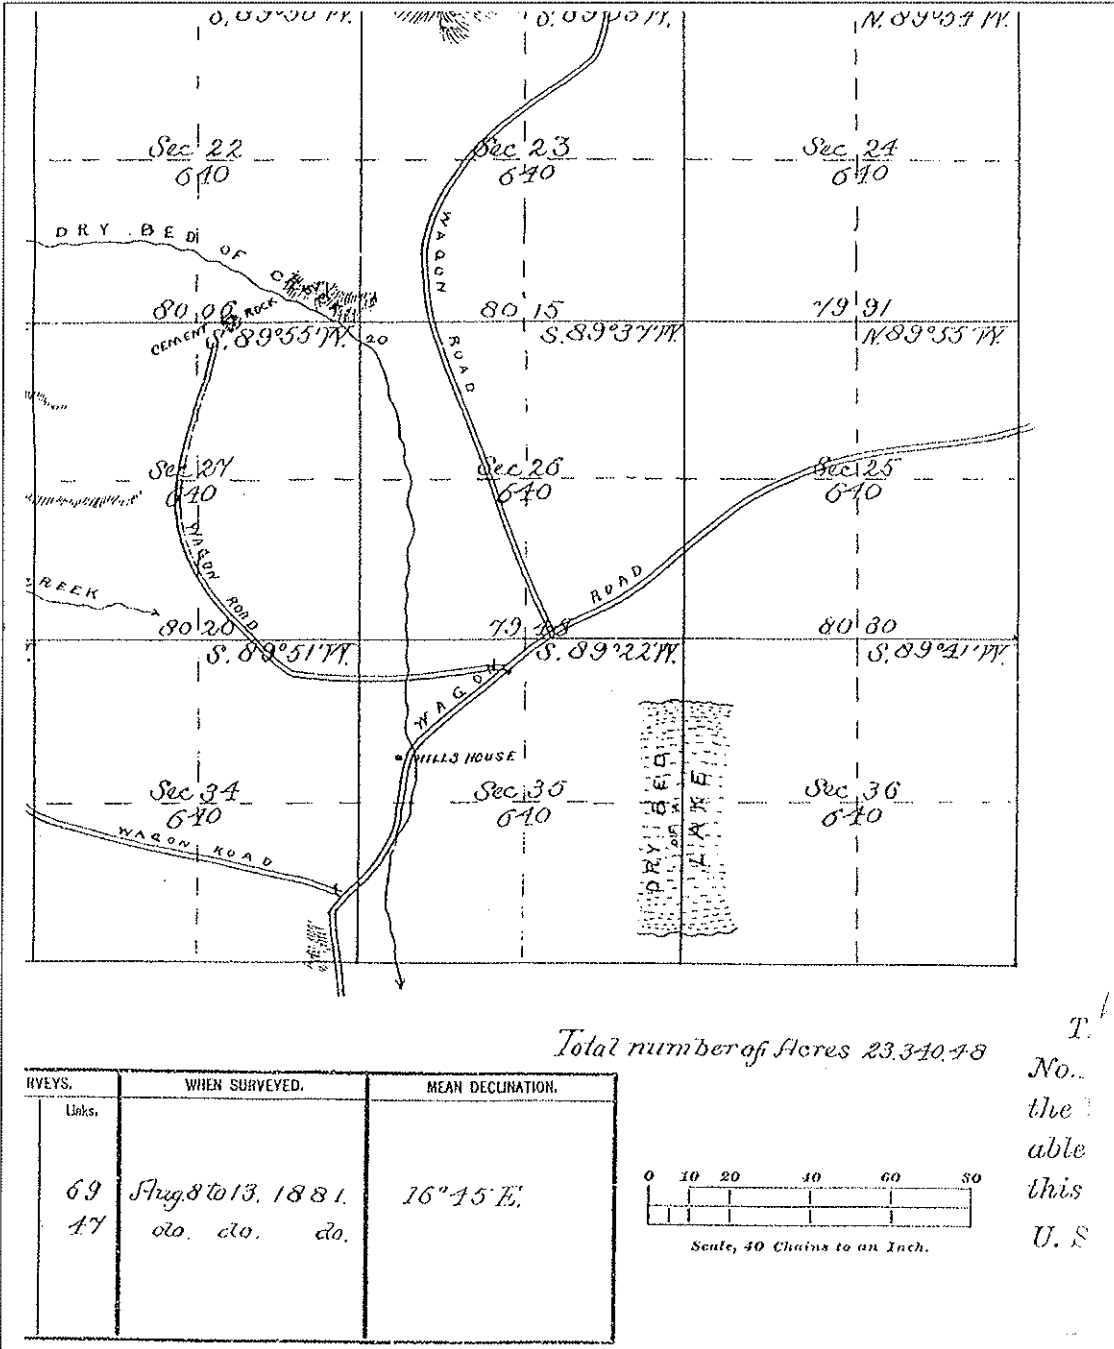 N. 89°54'W.
Sec 22
640
Sec 23
640
Sec 24
640
DRY BED OF
WAGON ROAD
80 06
80 15
79 91
CEMENT ROCK
S. 89°55'W.
20
S. 89°37'W.
N. 89°55'W.
Sec 27
640
Sec 26
640
Sec 25
640
WAGON ROAD
ROAD
REEK
80 20
79
80 80
S. 89°51'W.
S. 89°22'W.
S. 89°41'W.
WAGON
HILLS HOUSE
DRY BED
OF A
LAKE
Sec 34
640
Sec 35
640
Sec 36
640
WAGON ROAD
Total number of Acres 23.340.48
T.
No..
the
able
this
U. S
RVEYS.
WHEN SURVEYED.
MEAN DECLINATION.
Links.
69 Aug 8 to 13. 1881. 16°45'E.
47 do. do. do.
0 10 20 40 60 80
Scale, 40 Chains to an Inch.